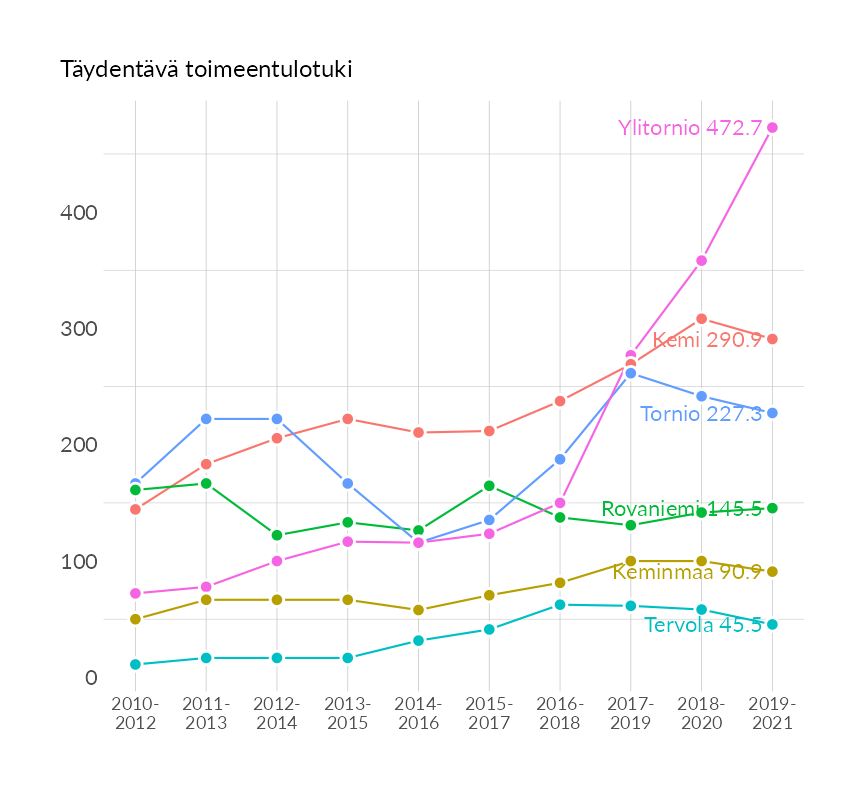 Täydentävä toimeentulotuki
Ylitornio 472.7
400
300
Kemi 290.9
Tornio 227.3
200
Rovaniemi 145.5
100
Keminmaa 90.9
Tervola 45.5
0
2010- 2011- 2012- 2013- 2014- 2015- 2016- 2017- 2018- 2019-
2012 2013 2014 2015 2016 2017 2018 2019 2020 2021